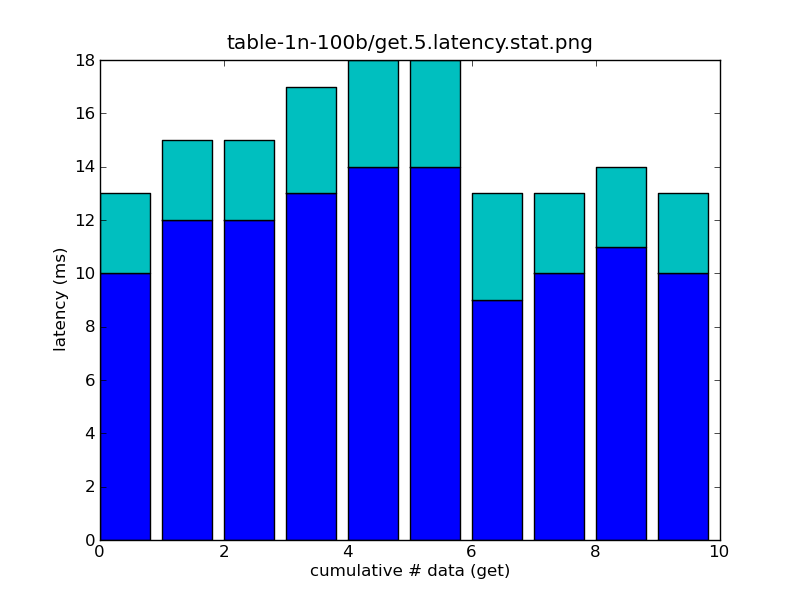 table-1n-100b/get.5.latency.stat.png
18
16
14
12
10
8
6
4
2
0
latency (ms)
0 2 4 6 8 10
cumulative # data (get)